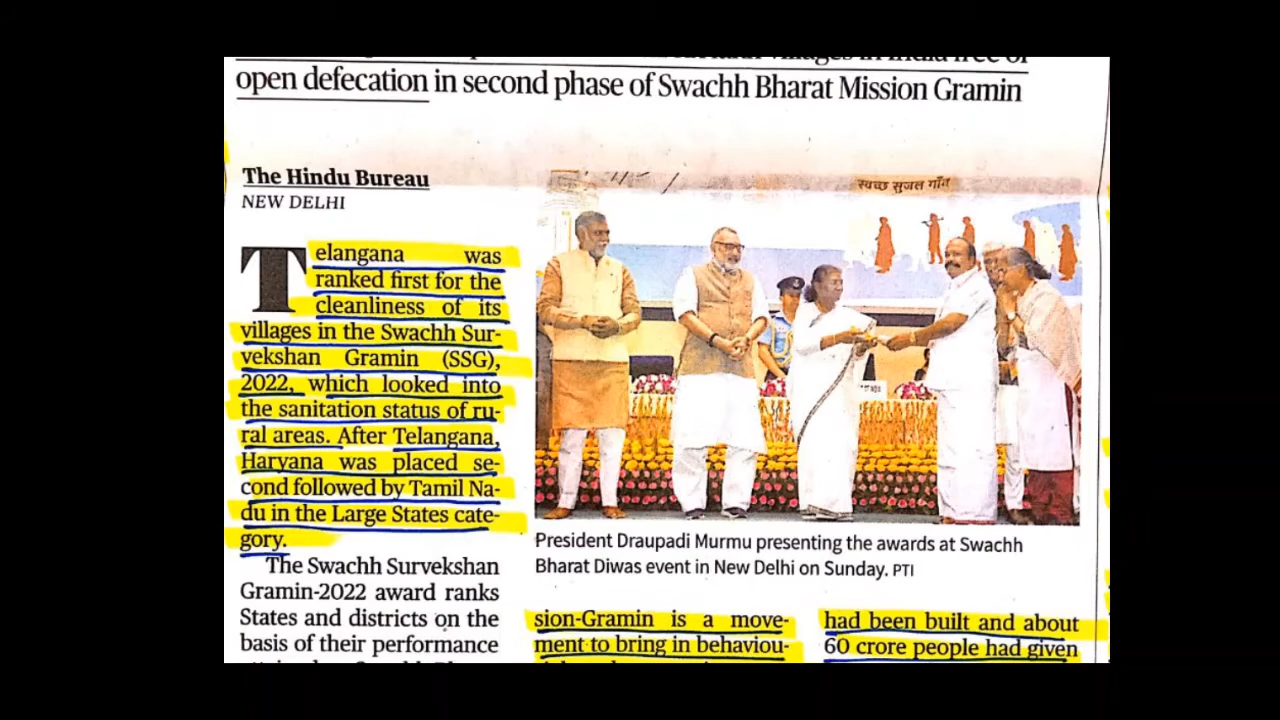 open defecation in second phase of Swachh Bharat Mission Gramin
The Hindu Bureau
NEW DELHI
Telangana was
ranked first for the
cleanliness of its
villages in the Swachh Sur-
vekshan Gramin (SSG),
2022, which looked into
the sanitation status of ru-
ral areas. After Telangana,
Haryana was placed se-
cond followed by Tamil Na-
du in the Large States cate-
gory.
The Swachh Survekshan
Gramin-2022 award ranks
States and districts on the
basis of their performance
स्वच्छ सुजल गाँव
President Draupadi Murmu presenting the awards at Swachh
Bharat Diwas event in New Delhi on Sunday. PTI
sion-Gramin is a move-
ment to bring in behaviou-
had been built and about
60 crore people had given